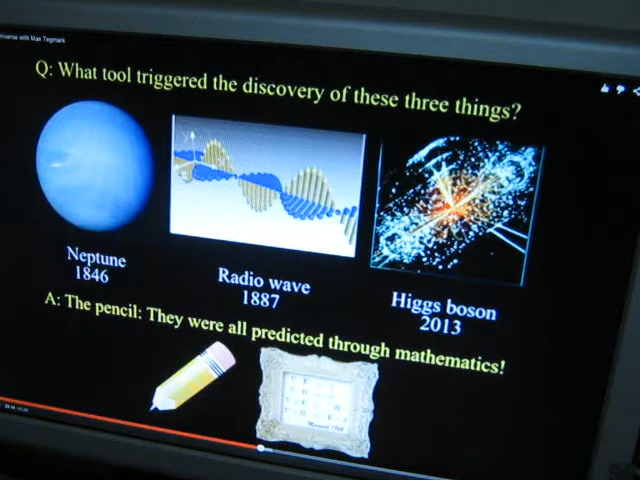 niverse with Max Tegmark
Q: What tool triggered the discovery of these three things?
Neptune
1846
Radio wave
1887
Higgs boson
2013
A: The pencil: They were all predicted through mathematics!